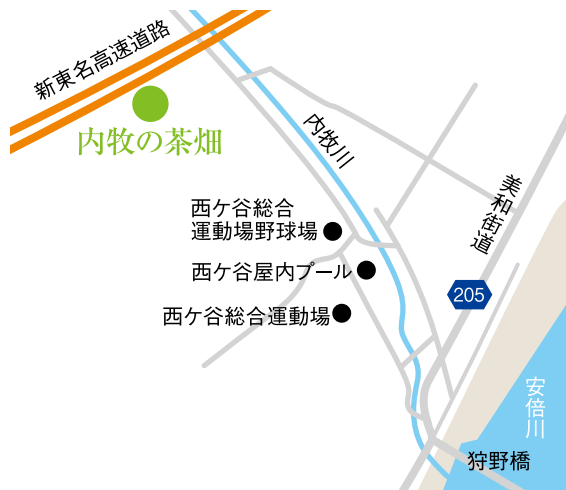 新東名高速道路
内牧の茶畑
内牧川
美和街道
西ケ谷総合
運動場野球場
西ケ谷屋内プール
205
西ケ谷総合運動場
安倍川
狩野橋